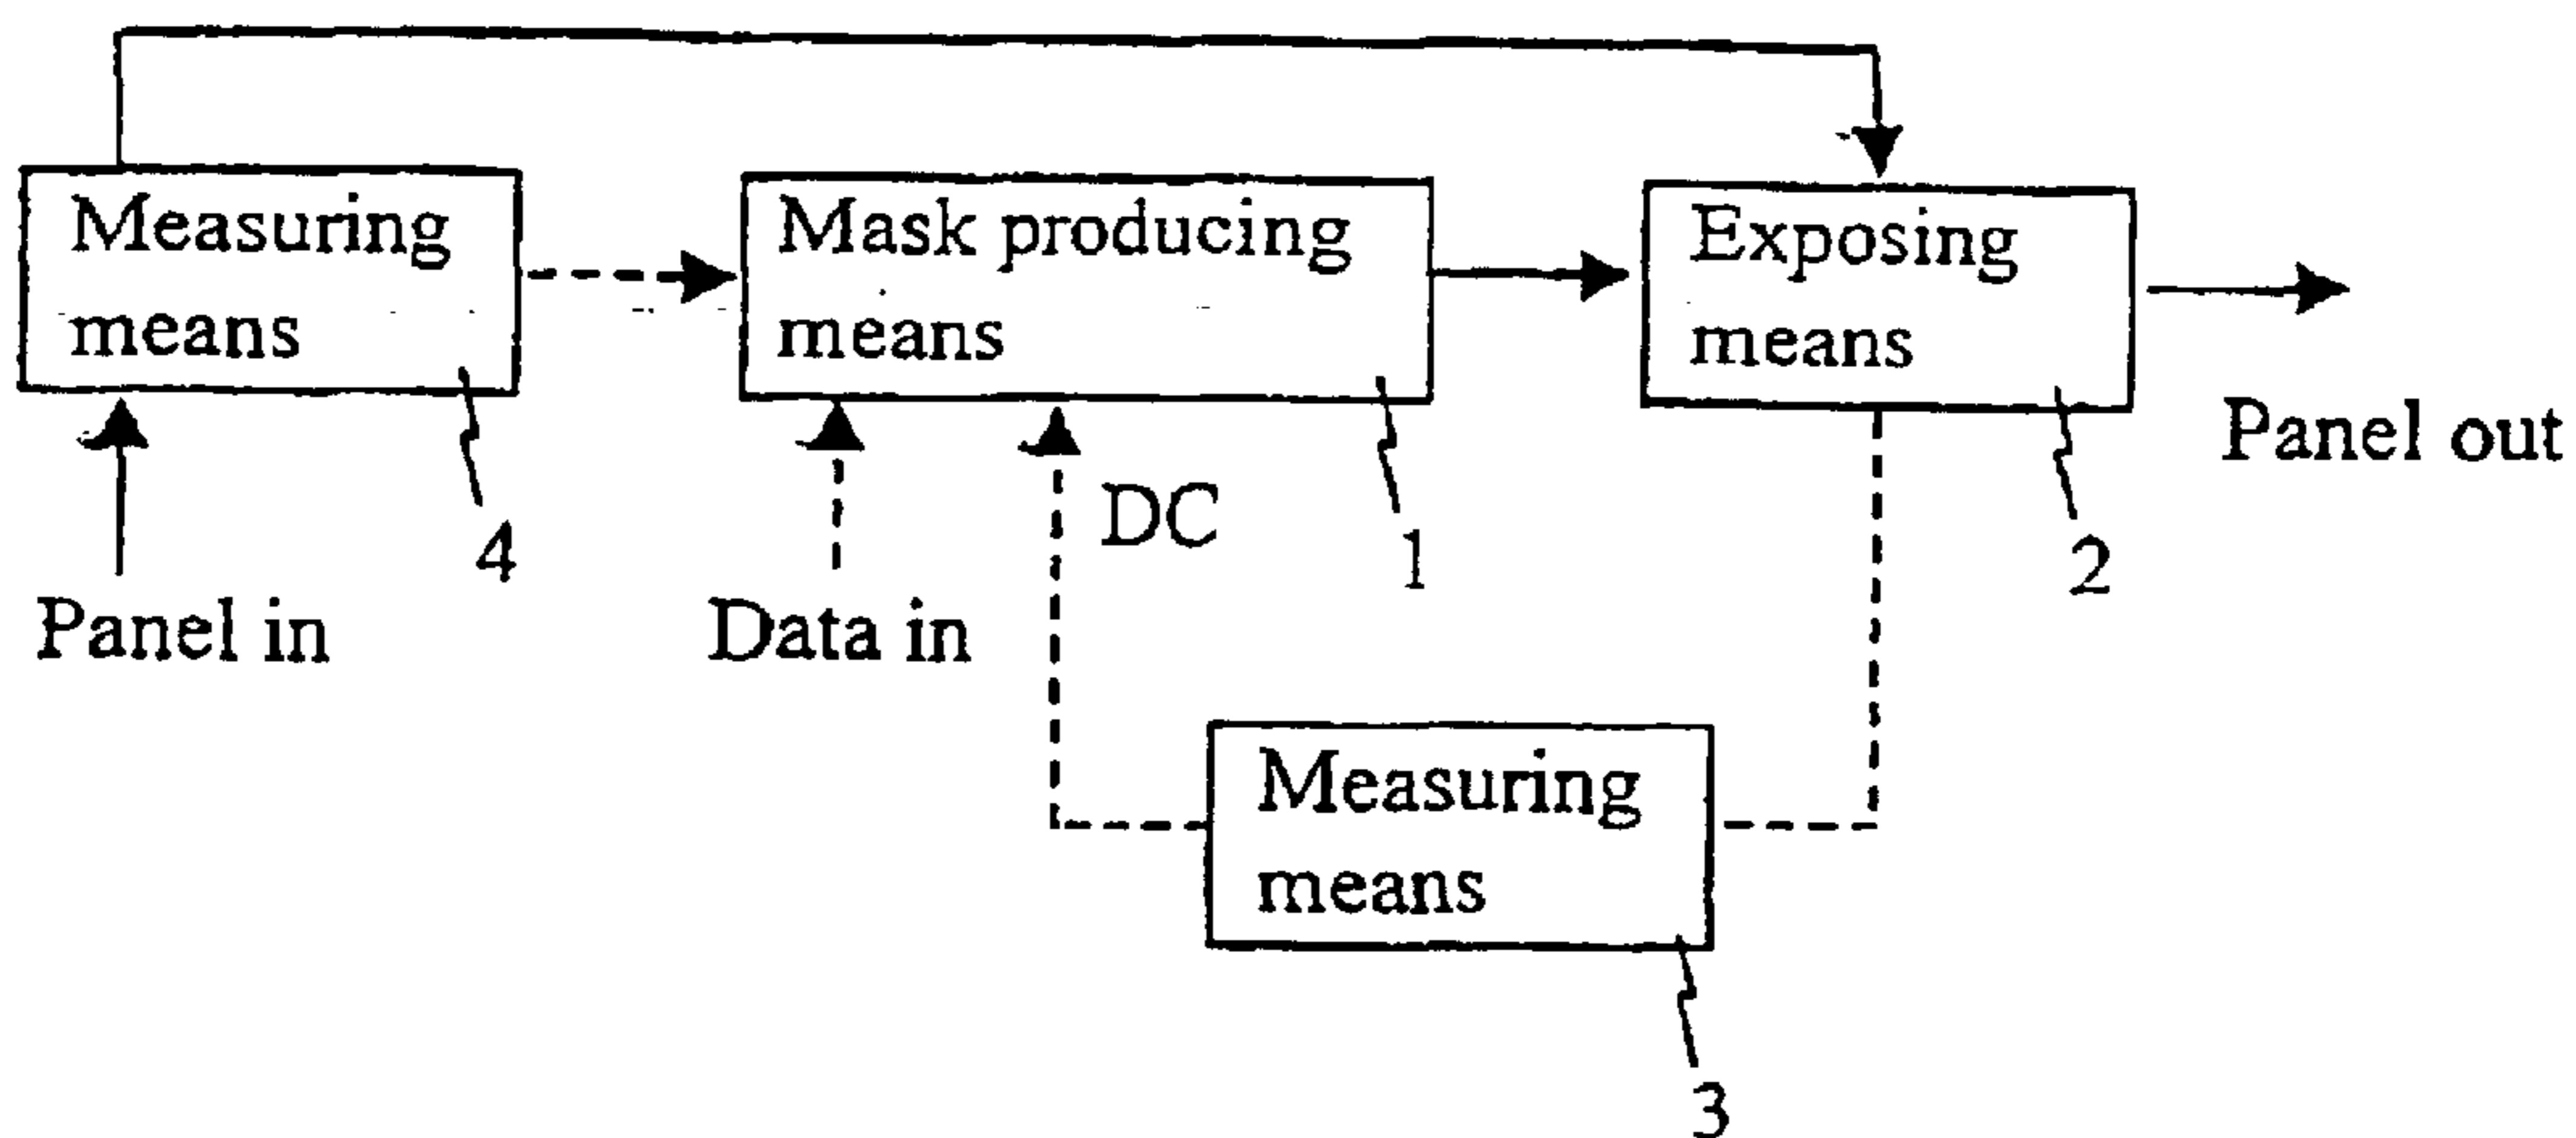 Measuring
means
4
Panel in
Mask producing
means
1
Data in
DC
Exposing
means
2
Panel out
Measuring
means
3